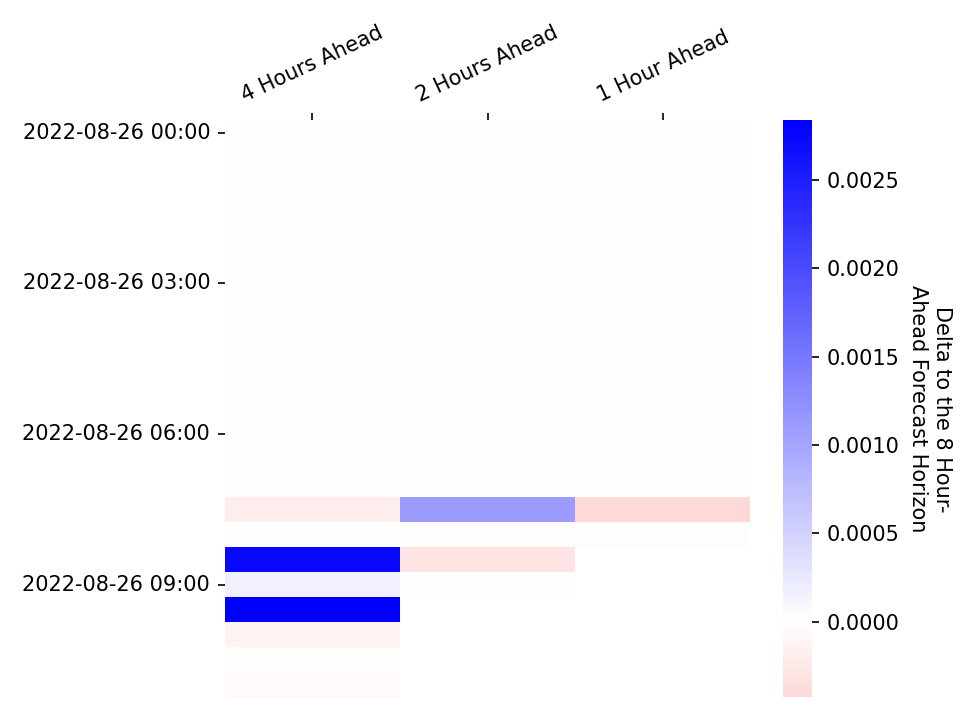 4 Hours Ahead
2 Hours Ahead
1 Hour Ahead
2022-08-26 00:00
2022-08-26 03:00
2022-08-26 06:00
2022-08-26 09:00
0.0025
0.0020
0.0015
0.0010
0.0005
0.0000
Delta to the 8 Hour-
Ahead Forecast Horizon